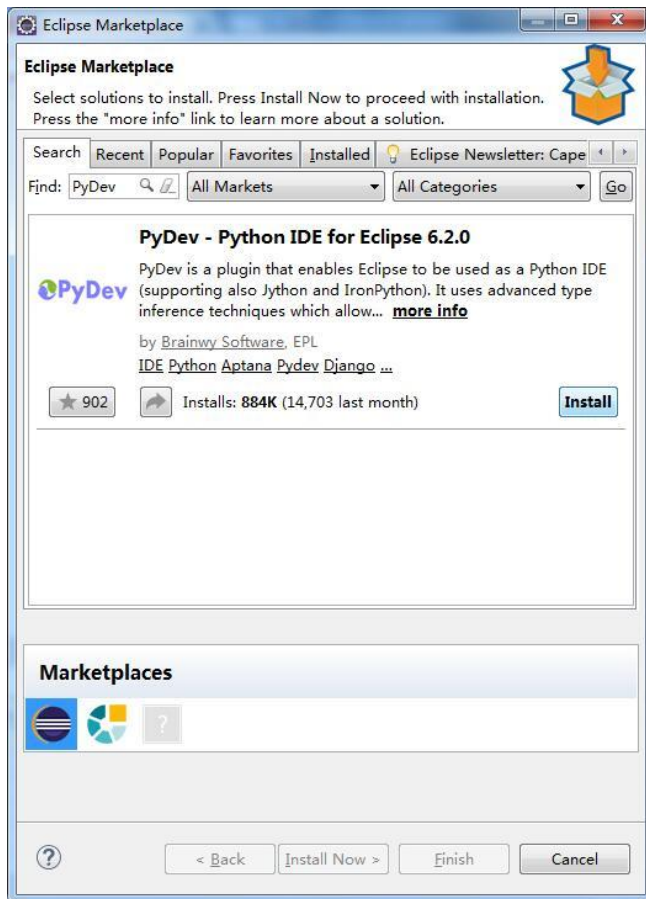 Eclipse Marketplace
Eclipse Marketplace
Select solutions to install. Press Install Now to proceed with installation.
Press the "more info" link to learn more about a solution.
Search Recent Popular Favorites Installed Eclipse Newsletter: Cape
Find: PyDev All Markets All Categories Go
PyDev - Python IDE for Eclipse 6.2.0
PyDev
PyDev is a plugin that enables Eclipse to be used as a Python IDE
(supporting also Jython and IronPython). It uses advanced type
inference techniques which allow... more info
by Brainwy Software, EPL
IDE Python Aptana Pydev Django ...
902 Installs: 884K (14,703 last month) Install
Marketplaces
?
? < Back Install Now > Finish Cancel